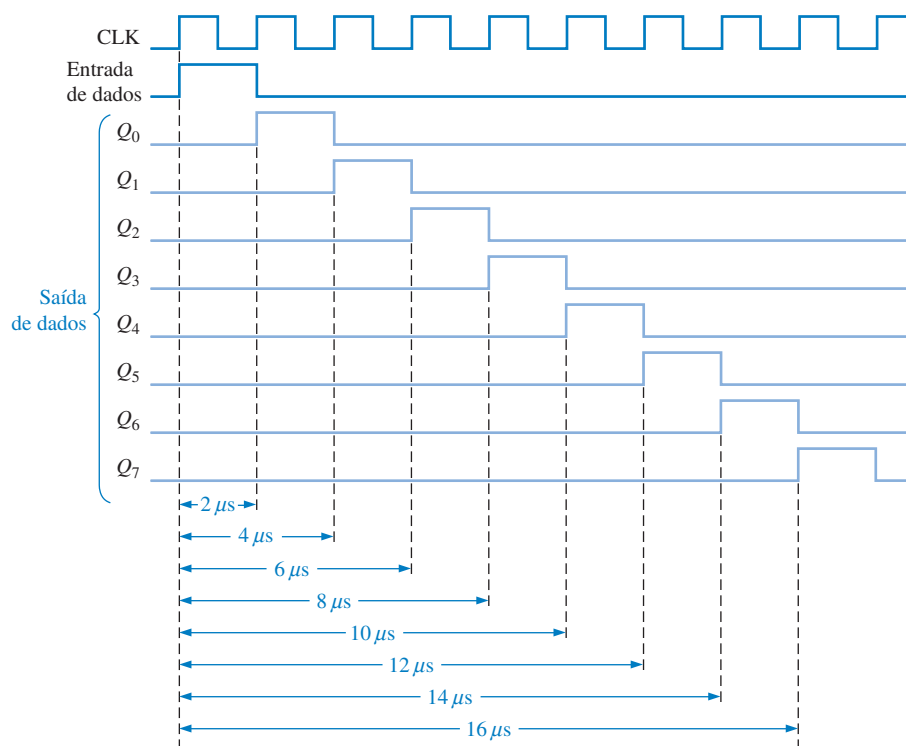 CLK
Entrada
de dados
Saída
de dados
Q0
Q1
Q2
Q3
Q4
Q5
Q6
Q7
2 μs
4 μs
6 μs
8 μs
10 μs
12 μs
14 μs
16 μs